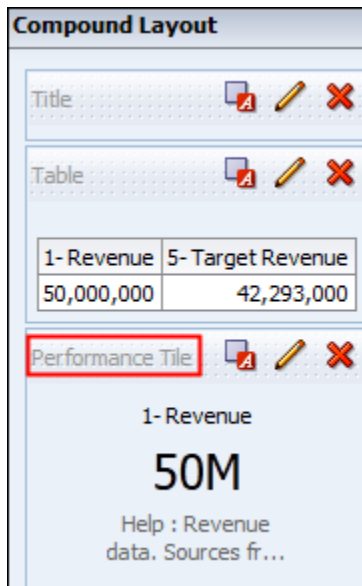 Compound Layout
Title
Table
1- Revenue 5- Target Revenue
50,000,000 42,293,000
Performance Tile
1- Revenue
50M
Help : Revenue
data. Sources fr...